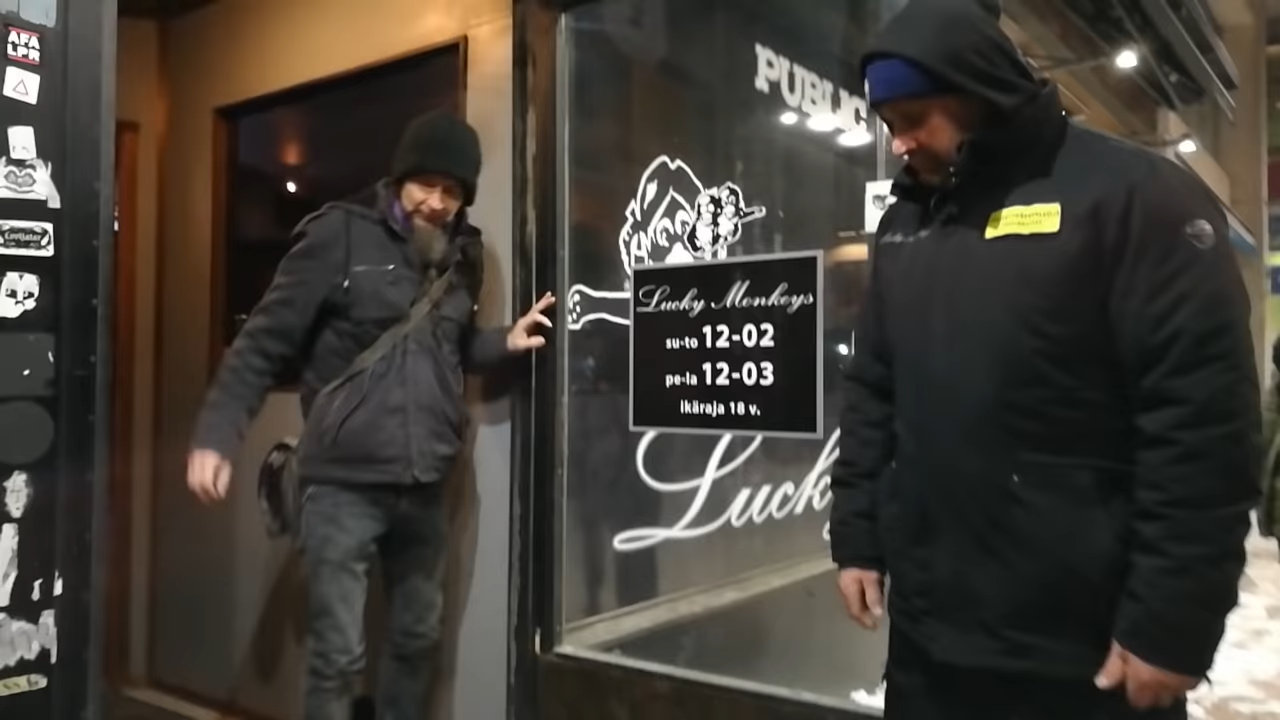 AFA
LPR
PUBLIC
Lucky Monkeys
su-to 12-02
pe-la 12-03
Ikäraja 18 v.
Lucky